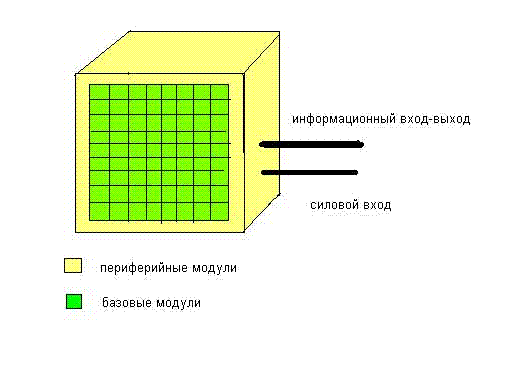 информационный вход-выход
силовой вход
периферийные модули
базовые модули